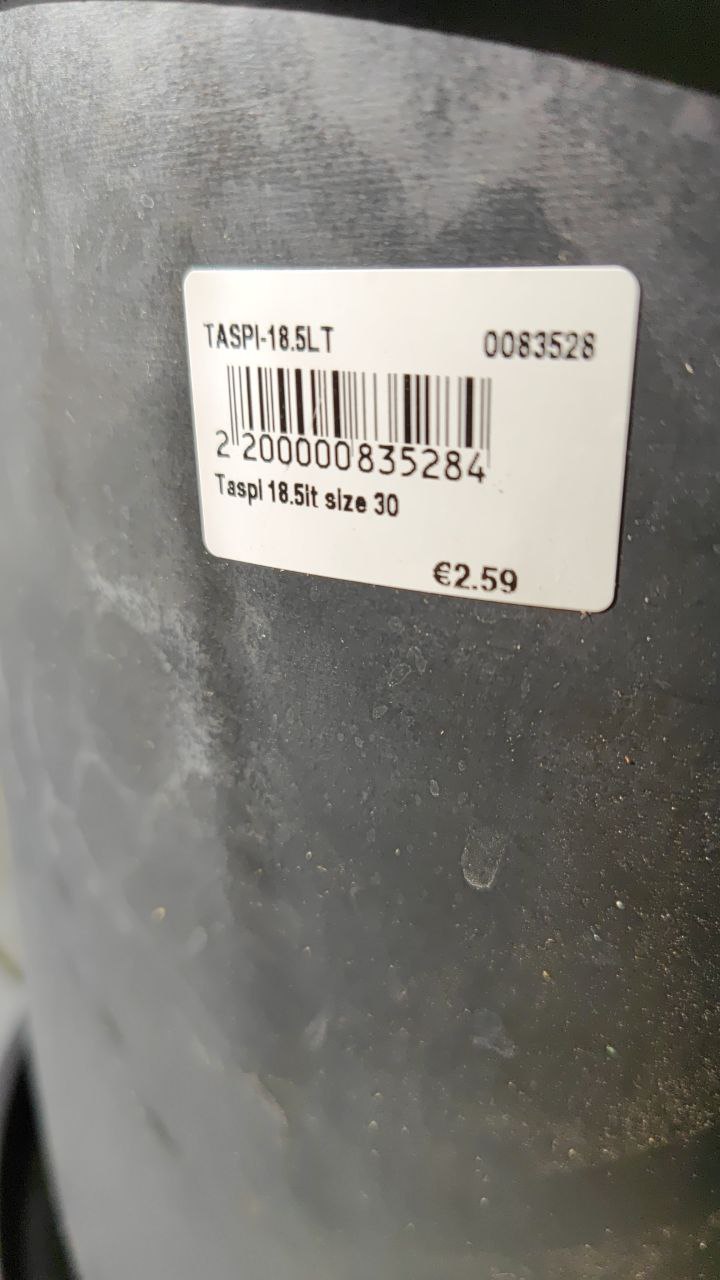 TASPI-18.5LT 0083528
2 200000 835284
Taspi 18.5lt size 30
€2.59